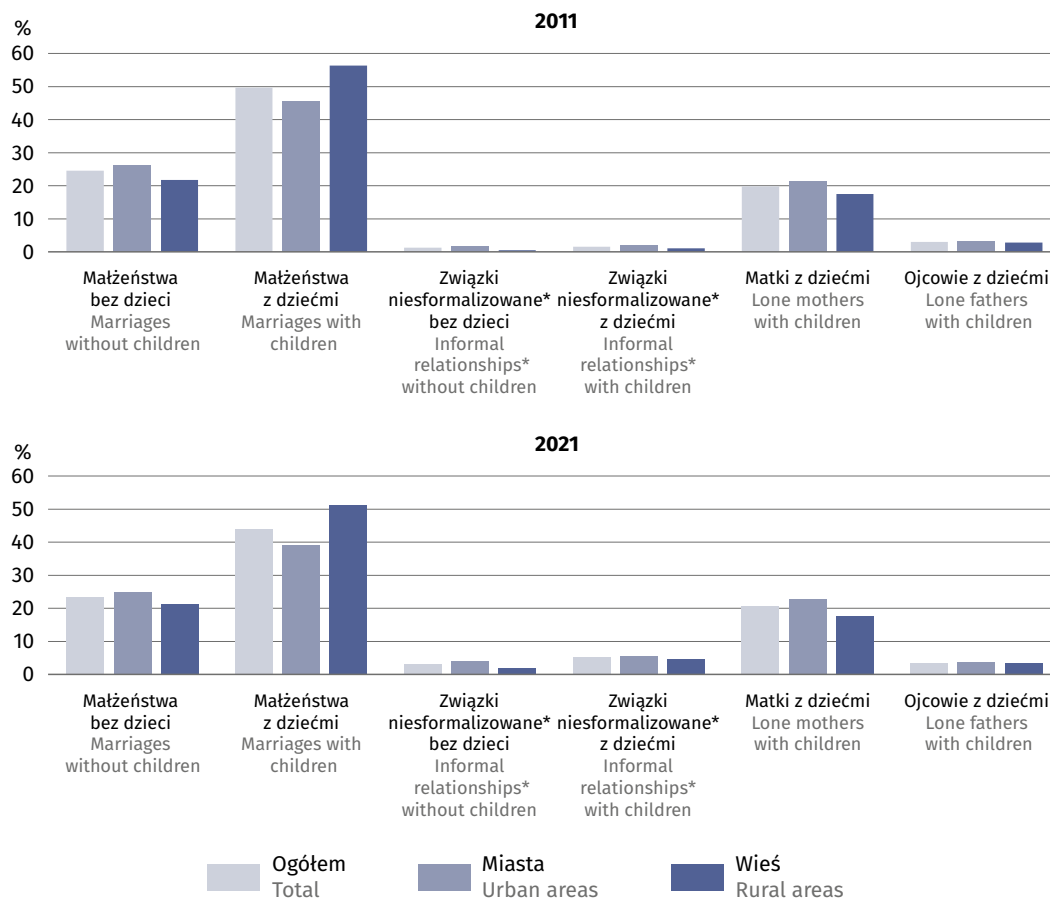 2011
%
60
50
40
30
20
10
0
Małżeństwa
bez dzieci
Marriages
without children
Małżeństwa
z dziećmi
Marriages with
children
Związki
niesformalizowane*
bez dzieci
Informal
relationships*
without children
Związki
niesformalizowane*
z dziećmi
Informal
relationships*
with children
Matki z dziećmi
Lone mothers
with children
Ojcowie z dziećmi
Lone fathers
with children
2021
%
60
50
40
30
20
10
0
Małżeństwa
bez dzieci
Marriages
without children
Małżeństwa
z dziećmi
Marriages with
children
Związki
niesformalizowane*
bez dzieci
Informal
relationships*
without children
Związki
niesformalizowane*
z dziećmi
Informal
relationships*
with children
Matki z dziećmi
Lone mothers
with children
Ojcowie z dziećmi
Lone fathers
with children
Ogółem
Total
Miasta
Urban areas
Wieś
Rural areas